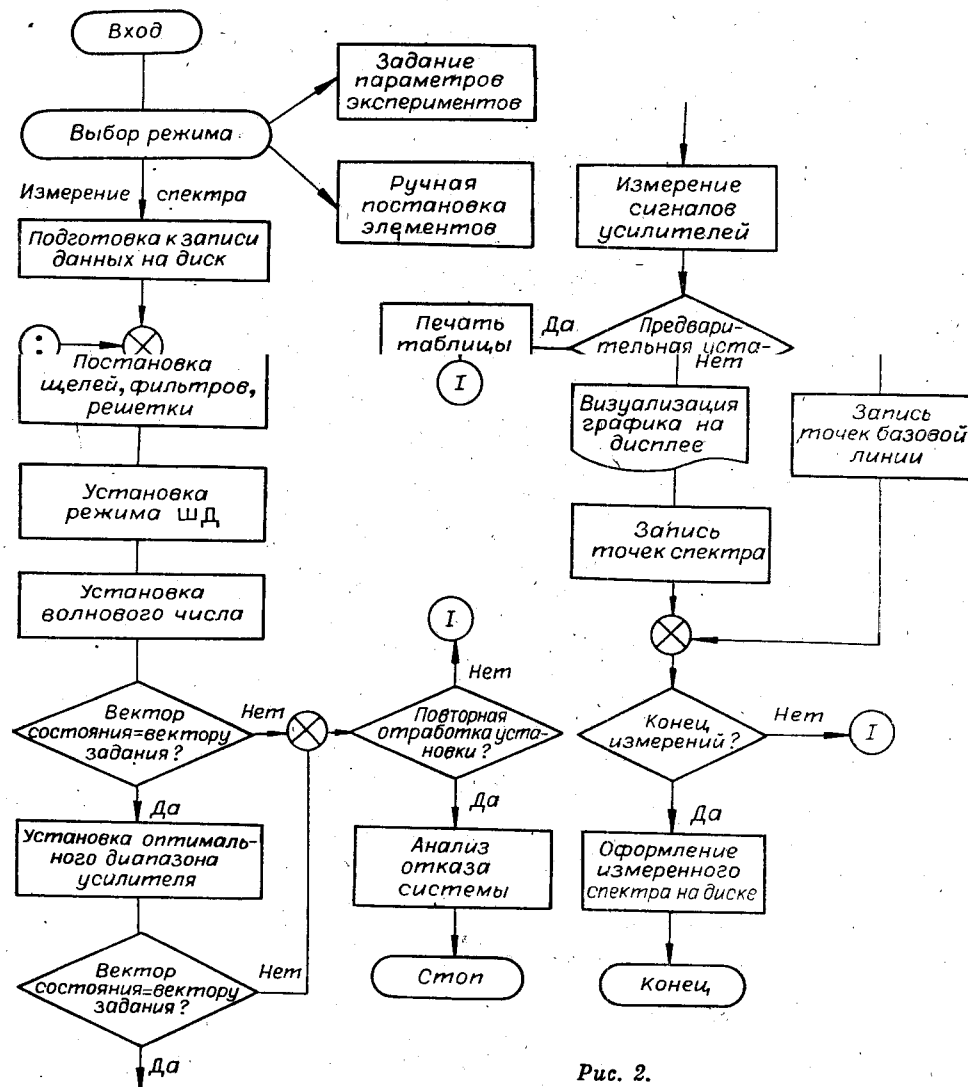 Вход
Выбор режима
Задание
параметров
экспериментов
Ручная
постановка
элементов
Измерение спектра
Подготовка к записи
данных на диск
Постановка
щелей, фильтров,
решетки
Установка
режима ШД
Установка
волнового числа
Вектор
состояния=вектору
задания?
Нет
Да
Установка оптималь-
ного диапазона
усилителя
Вектор
состояния=вектору
задания?
Нет
Да
I
Нет
Повторная
отработка уста-
новки?
Да
Анализ
отказа
системы
Стоп
Измерение
сигналов
усилителей
Предвари-
тельная уста-
Да
Печать
таблицы
I
Нет
Визуализация
графика на
дисплее
Запись
точек спектра
Запись
точек базовой
линии
Конец
измерений?
Нет
I
Да
Оформление
измеренного
спектра на диске
Конец
Рис. 2.